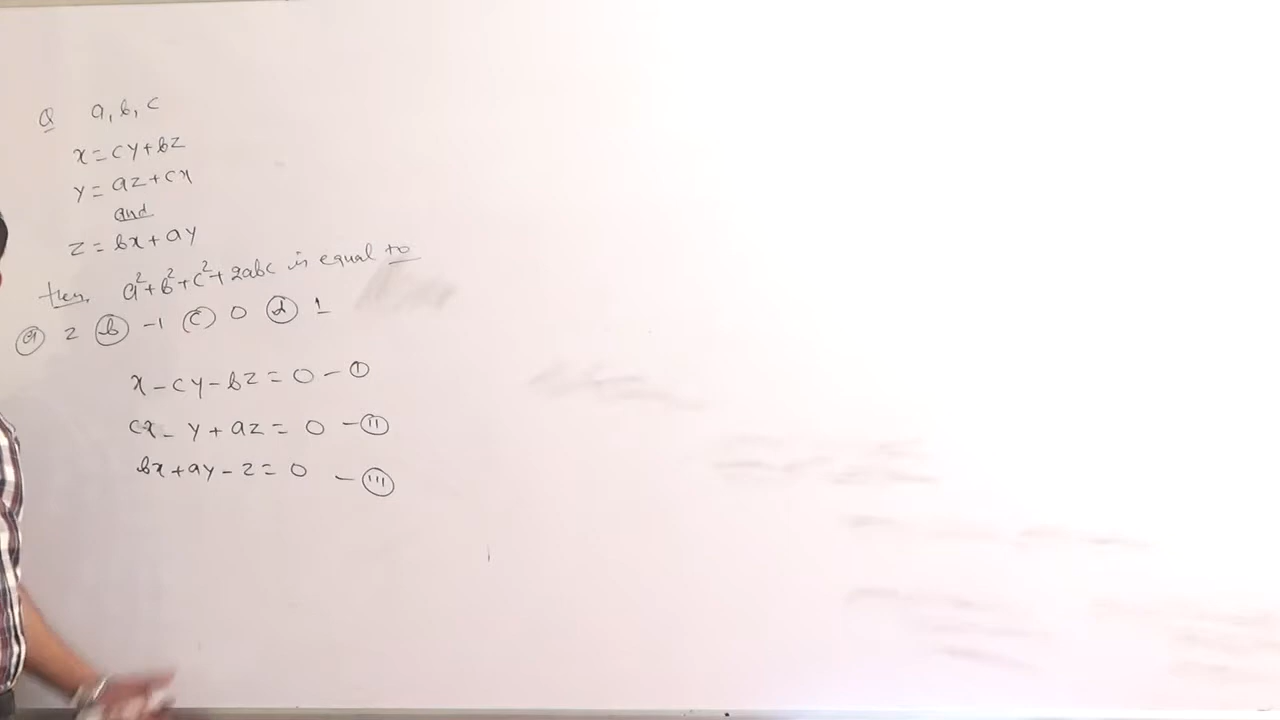 Q a, b, c
x = cy + bz
y = az + cx
and
z = bx + ay
then, a² + b² + c² + 2abc is equal to
(a) 2 (b) -1 (c) 0 (d) 1
x - cy - bz = 0 - (I)
cx - y + az = 0 - (II)
bx + ay - z = 0 - (III)